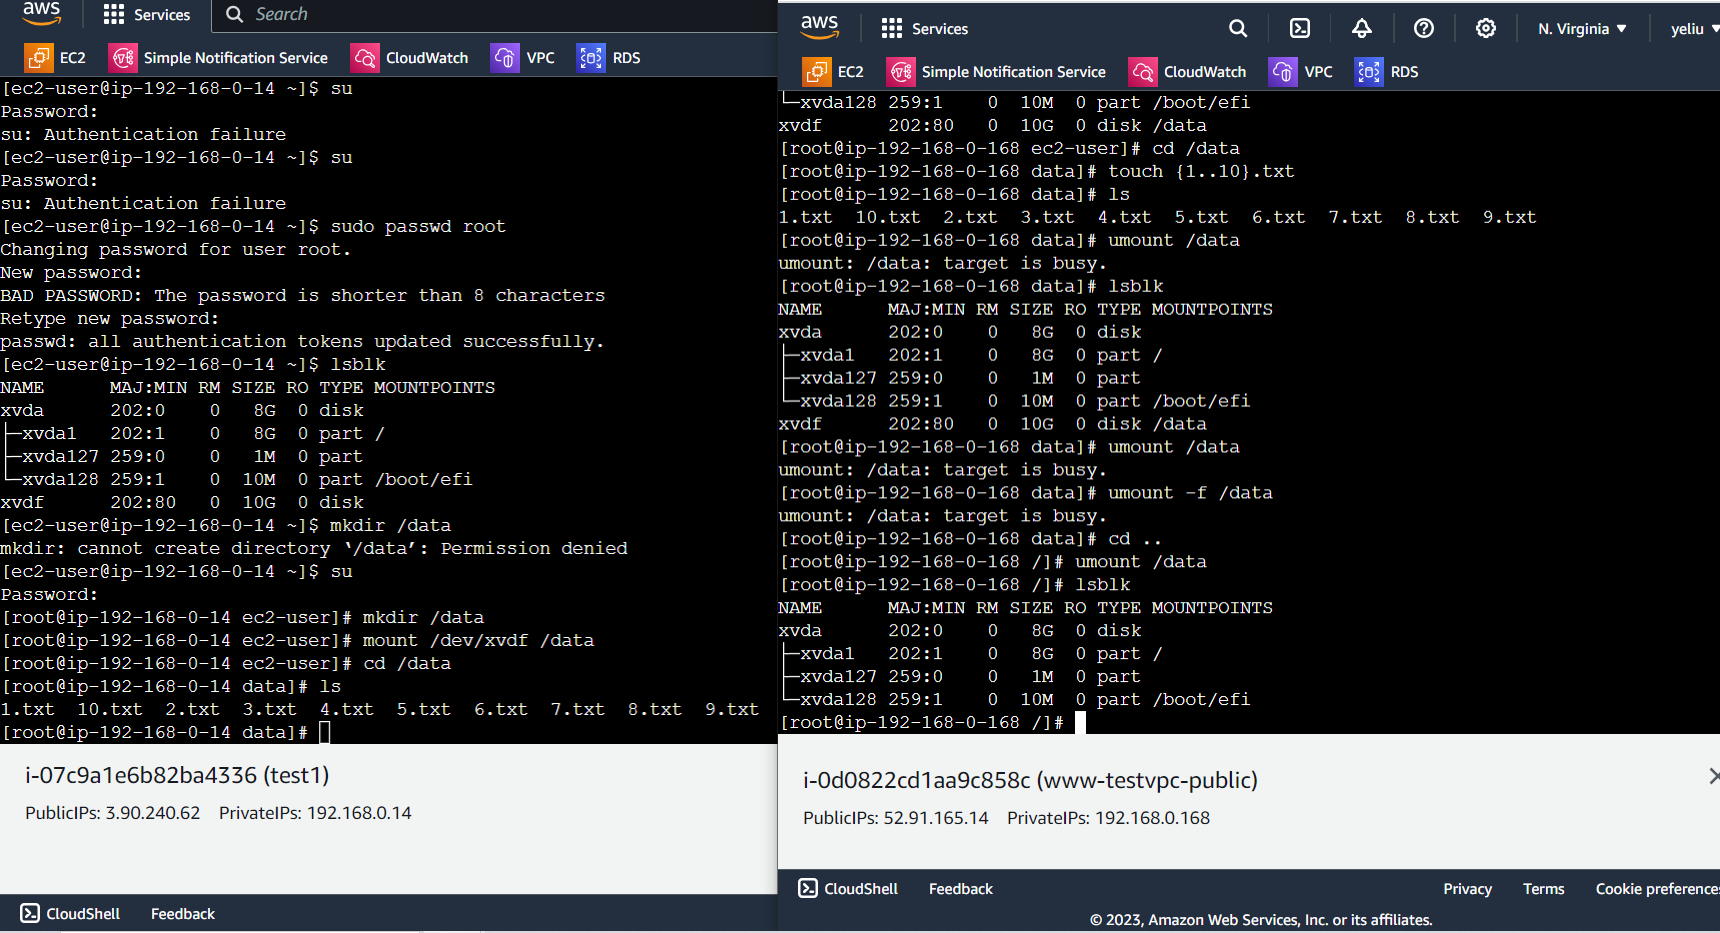 aws
Services
Search
EC2
Simple Notification Service
CloudWatch
VPC
RDS
[ec2-user@ip-192-168-0-14 ~]$ su
Password:
su: Authentication failure
[ec2-user@ip-192-168-0-14 ~]$ su
Password:
su: Authentication failure
[ec2-user@ip-192-168-0-14 ~]$ sudo passwd root
Changing password for user root.
New password:
BAD PASSWORD: The password is shorter than 8 characters
Retype new password:
passwd: all authentication tokens updated successfully.
[ec2-user@ip-192-168-0-14 ~]$ lsblk
NAME      MAJ:MIN RM SIZE RO TYPE MOUNTPOINTS
xvda      202:0    0   8G  0 disk
├─xvda1   202:1    0   8G  0 part /
├─xvda127 259:0    0   1M  0 part
└─xvda128 259:1    0  10M  0 part /boot/efi
xvdf      202:80   0  10G  0 disk
[ec2-user@ip-192-168-0-14 ~]$ mkdir /data
mkdir: cannot create directory ‘/data’: Permission denied
[ec2-user@ip-192-168-0-14 ~]$ su
Password:
[root@ip-192-168-0-14 ec2-user]# mkdir /data
[root@ip-192-168-0-14 ec2-user]# mount /dev/xvdf /data
[root@ip-192-168-0-14 ec2-user]# cd /data
[root@ip-192-168-0-14 data]# ls
1.txt  10.txt  2.txt  3.txt  4.txt  5.txt  6.txt  7.txt  8.txt  9.txt
[root@ip-192-168-0-14 data]#
i-07c9a1e6b82ba4336 (test1)
PublicIPs: 3.90.240.62    PrivateIPs: 192.168.0.14
CloudShell
Feedback
aws
Services
N. Virginia
yeliu
EC2
Simple Notification Service
CloudWatch
VPC
RDS
└─xvda128 259:1    0  10M  0 part /boot/efi
xvdf      202:80   0  10G  0 disk /data
[root@ip-192-168-0-168 ec2-user]# cd /data
[root@ip-192-168-0-168 data]# touch {1..10}.txt
[root@ip-192-168-0-168 data]# ls
1.txt  10.txt  2.txt  3.txt  4.txt  5.txt  6.txt  7.txt  8.txt  9.txt
[root@ip-192-168-0-168 data]# umount /data
umount: /data: target is busy.
[root@ip-192-168-0-168 data]# lsblk
NAME      MAJ:MIN RM SIZE RO TYPE MOUNTPOINTS
xvda      202:0    0   8G  0 disk
├─xvda1   202:1    0   8G  0 part /
├─xvda127 259:0    0   1M  0 part
└─xvda128 259:1    0  10M  0 part /boot/efi
xvdf      202:80   0  10G  0 disk /data
[root@ip-192-168-0-168 data]# umount /data
umount: /data: target is busy.
[root@ip-192-168-0-168 data]# umount -f /data
umount: /data: target is busy.
[root@ip-192-168-0-168 data]# cd ..
[root@ip-192-168-0-168 /]# umount /data
[root@ip-192-168-0-168 /]# lsblk
NAME      MAJ:MIN RM SIZE RO TYPE MOUNTPOINTS
xvda      202:0    0   8G  0 disk
├─xvda1   202:1    0   8G  0 part /
├─xvda127 259:0    0   1M  0 part
└─xvda128 259:1    0  10M  0 part /boot/efi
[root@ip-192-168-0-168 /]#
i-0d0822cd1aa9c858c (www-testvpc-public)
PublicIPs: 52.91.165.14    PrivateIPs: 192.168.0.168
CloudShell
Feedback
Privacy
Terms
Cookie preferences
© 2023, Amazon Web Services, Inc. or its affiliates.